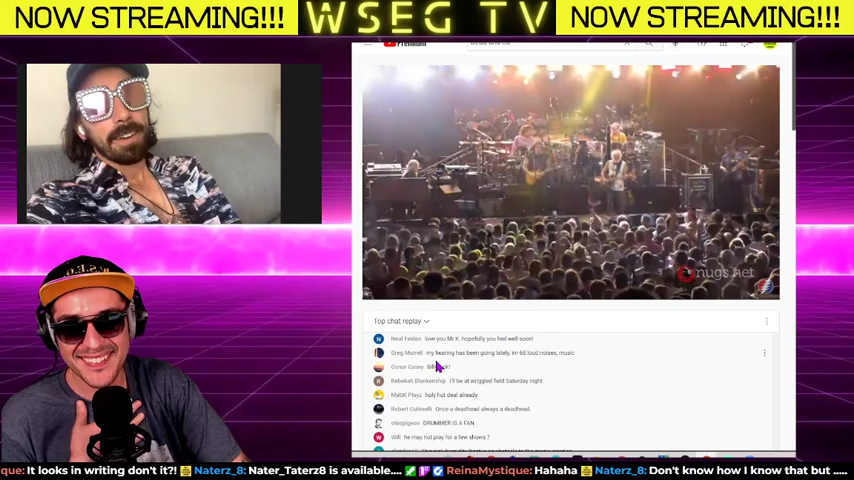 NOW STREAMING!!!
WSEG TV
NOW STREAMING!!!
Premium
nugs.net
W.S.E.G.
Top chat replay
N Neal Feiden love you Mr K. hopefully you feel well soon!
Greg Murrell my hearing has been going lately, im 68 loud noises, music
Conor Casey
R Rebekah Blankenship I'll be at wriggled field Saturday night
MattK Playz holy hot deal already
Robert Cubinelli Once a deadhead always a deadhead.
DRUMMER IS A FAN
W Will he may not play for a few shows ?
que: It looks in writing don't it?! Naterz_8: Nater_Taterz8 is available.... ReinaMystique: Hahaha Naterz_8: Don't know how I know that but .....